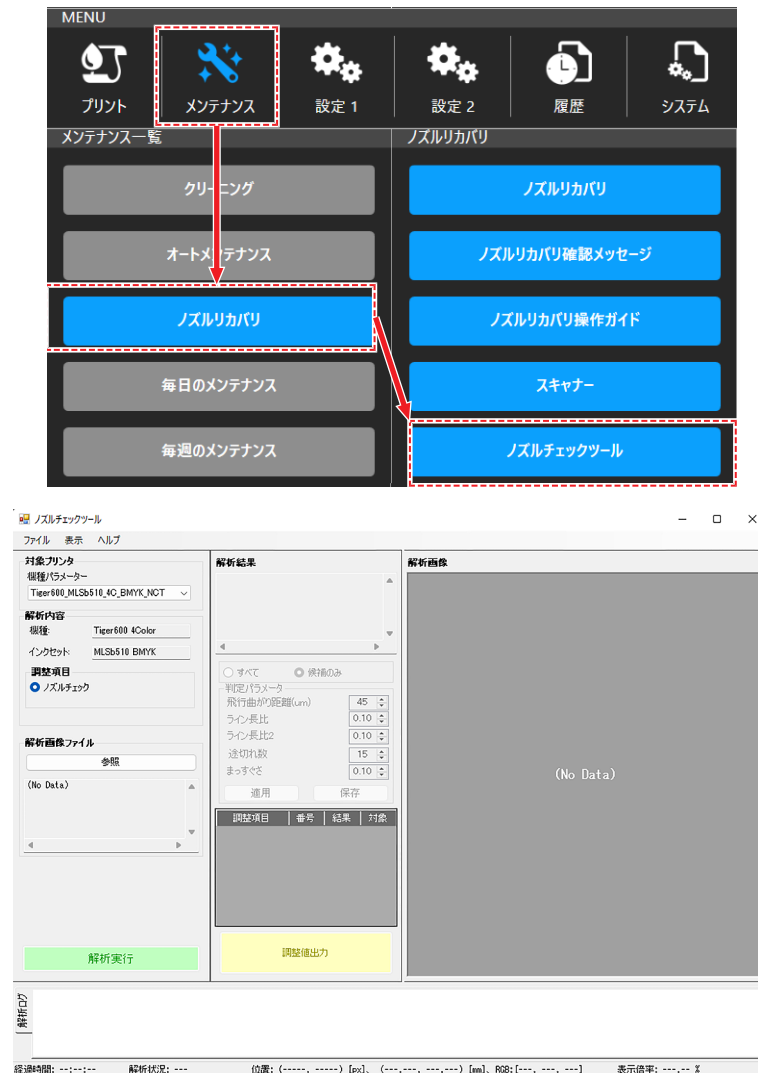 MENU
プリント
メンテナンス
設定 1
設定 2
履歴
システム
メンテナンス一覧
クリーニング
オートメンテナンス
ノズルリカバリ
毎日のメンテナンス
毎週のメンテナンス
ノズルリカバリ
ノズルリカバリ
ノズルリカバリ確認メッセージ
ノズルリカバリ操作ガイド
スキャナー
ノズルチェックツール
ノズルチェックツール
ファイル 表示 ヘルプ
対象プリンタ
機種パラメーター
Tiger600_MLSb510_4C_BMYK_NCT
解析内容
機種: Tiger600 4Color
インクセット: MLSb510 BMYK
調整項目
ノズルチェック
解析画像ファイル
参照
(No Data)
解析実行
解析結果
すべて 候補のみ
判定パラメータ
飛行曲がり距離(um) 45
ライン長比 0.10
ライン長比2 0.10
途切れ数 15
まっすぐさ 0.10
適用 保存
調整項目 番号 結果 対象
調整値出力
解析画像
(No Data)
解析ログ
経過時間: --:--:-- 解析状況: --- 位置: (-----, -----) [px]、 (---,---, ---,---) [mm]、RGB:[---, ---, ---] 表示倍率: ---.-- %